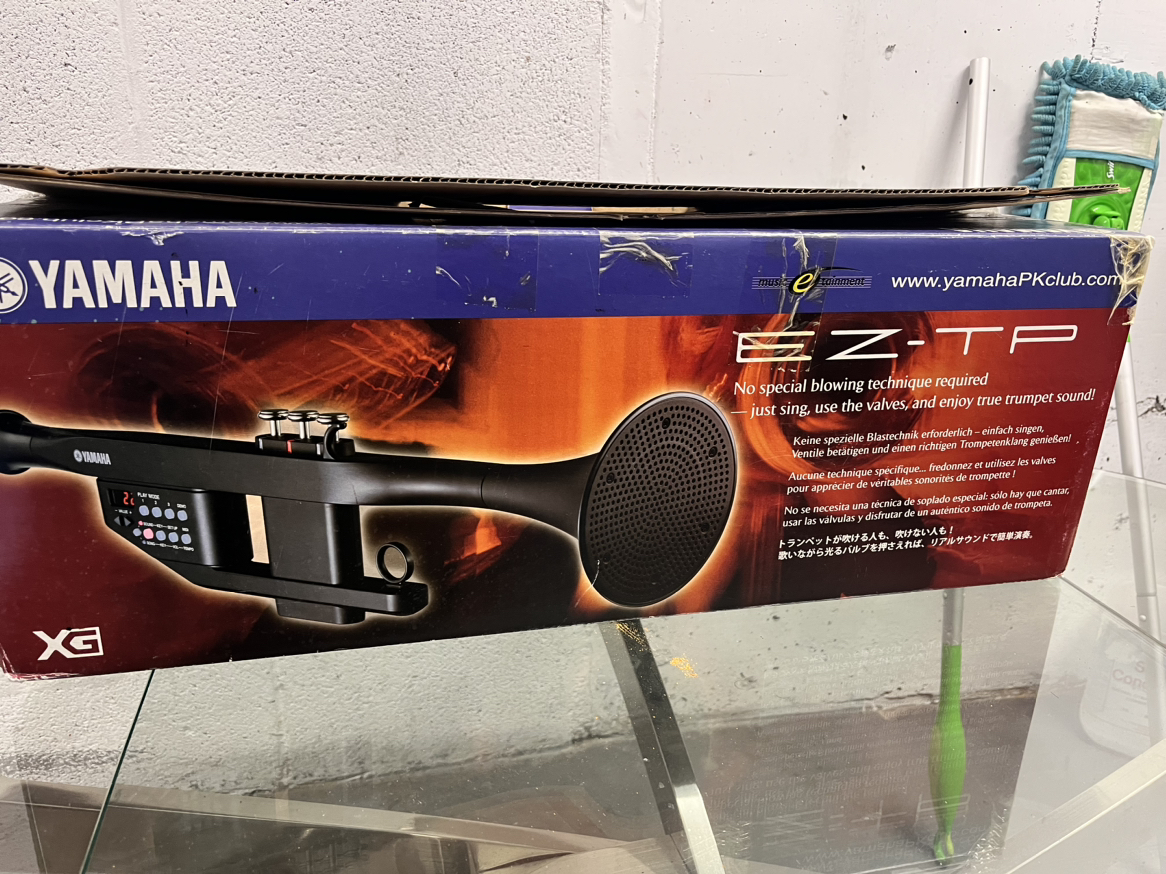 YAMAHA
music e tainment
www.yamahaPKclub.com
EZ-TP
No special blowing technique required
— just sing, use the valves, and enjoy true trumpet sound!
Keine spezielle Blastechnik erforderlich – einfach singen,
Ventile betätigen und einen richtigen Trompetenklang genießen!
Aucune technique spécifique... fredonnez et utilisez les valves
pour apprécier de véritables sonorités de trompette !
No se necesita una técnica de soplado especial: sólo hay que cantar,
usar las válvulas y disfrutar de un auténtico sonido de trompeta.
トランペットが吹ける人も、吹けない人も!
歌いながら光るバルブを押さえれば、リアルサウンドで簡単演奏。
YAMAHA
PLAY MODE
XG